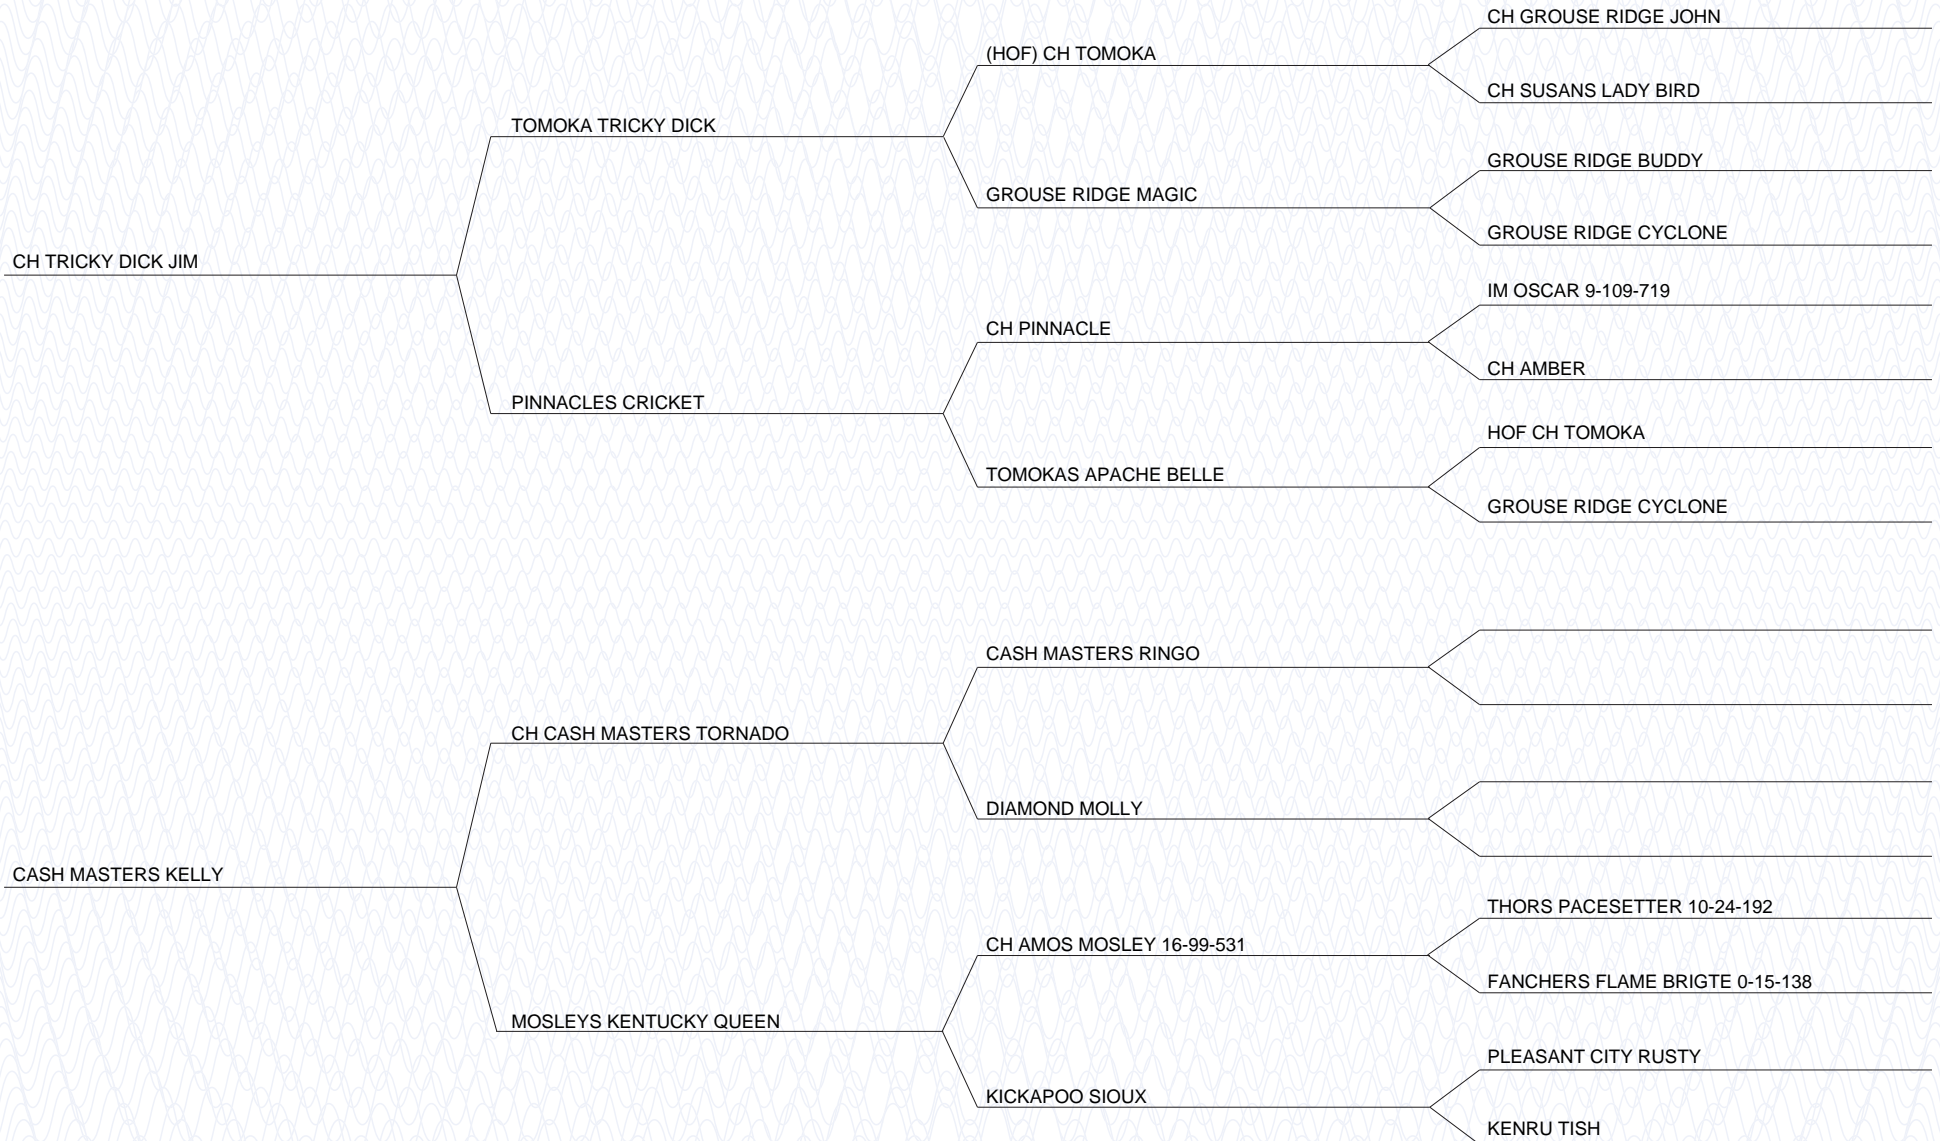 CH GROUSE RIDGE JOHN
(HOF) CH TOMOKA
CH SUSANS LADY BIRD
TOMOKA TRICKY DICK
GROUSE RIDGE BUDDY
GROUSE RIDGE MAGIC
GROUSE RIDGE CYCLONE
CH TRICKY DICK JIM
IM OSCAR 9-109-719
CH PINNACLE
CH AMBER
PINNACLES CRICKET
HOF CH TOMOKA
TOMOKAS APACHE BELLE
GROUSE RIDGE CYCLONE
CASH MASTERS RINGO
CH CASH MASTERS TORNADO
DIAMOND MOLLY
CASH MASTERS KELLY
THORS PACESETTER 10-24-192
CH AMOS MOSLEY 16-99-531
FANCHERS FLAME BRIGTE 0-15-138
MOSLEYS KENTUCKY QUEEN
PLEASANT CITY RUSTY
KICKAPOO SIOUX
KENRU TISH